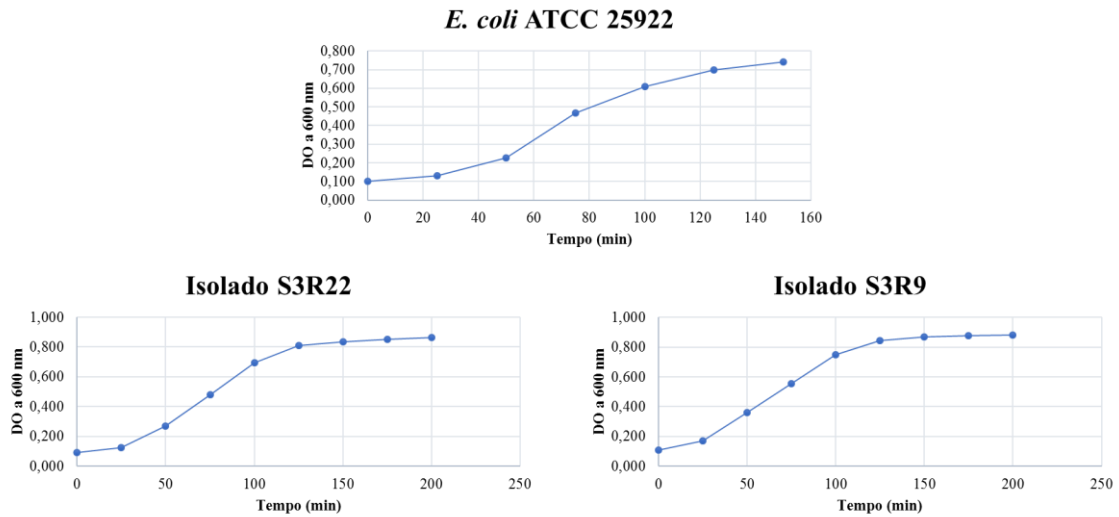 E. coli ATCC 25922
0,800
0,700
0,600
0,500
0,400
0,300
0,200
0,100
0,000
DO a 600 nm
0 20 40 60 80 100 120 140 160
Tempo (min)
Isolado S3R22
1,000
0,800
0,600
0,400
0,200
0,000
DO a 600 nm
0 50 100 150 200 250
Tempo (min)
Isolado S3R9
1,000
0,800
0,600
0,400
0,200
0,000
DO a 600 nm
0 50 100 150 200 250
Tempo (min)